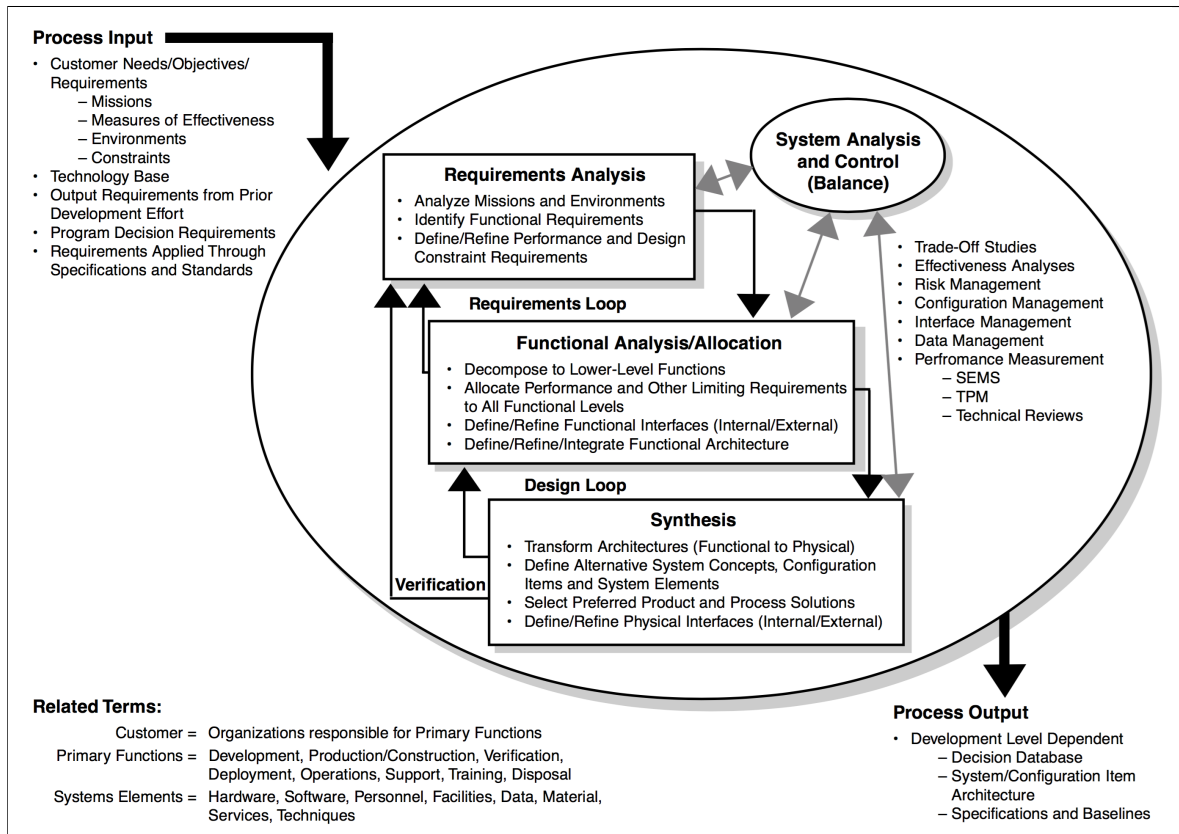 Process Input
• Customer Needs/Objectives/
Requirements
– Missions
– Measures of Effectiveness
– Environments
– Constraints
• Technology Base
• Output Requirements from Prior
Development Effort
• Program Decision Requirements
• Requirements Applied Through
Specifications and Standards
System Analysis
and Control
(Balance)
Requirements Analysis
• Analyze Missions and Environments
• Identify Functional Requirements
• Define/Refine Performance and Design
Constraint Requirements
• Trade-Off Studies
• Effectiveness Analyses
• Risk Management
• Configuration Management
• Interface Management
• Data Management
• Perfromance Measurement
– SEMS
– TPM
– Technical Reviews
Requirements Loop
Functional Analysis/Allocation
• Decompose to Lower-Level Functions
• Allocate Performance and Other Limiting Requirements
to All Functional Levels
• Define/Refine Functional Interfaces (Internal/External)
• Define/Refine/Integrate Functional Architecture
Design Loop
Synthesis
• Transform Architectures (Functional to Physical)
• Define Alternative System Concepts, Configuration
Items and System Elements
• Select Preferred Product and Process Solutions
• Define/Refine Physical Interfaces (Internal/External)
Verification
Related Terms:
Customer = Organizations responsible for Primary Functions
Primary Functions = Development, Production/Construction, Verification,
Deployment, Operations, Support, Training, Disposal
Systems Elements = Hardware, Software, Personnel, Facilities, Data, Material,
Services, Techniques
Process Output
• Development Level Dependent
– Decision Database
– System/Configuration Item
Architecture
– Specifications and Baselines